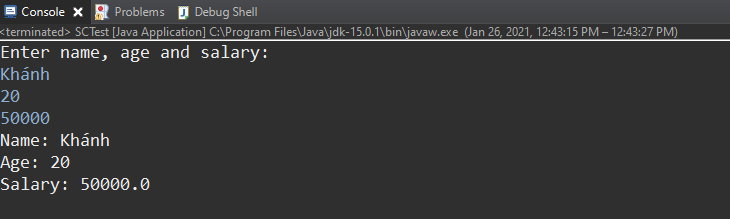 Console Problems Debug Shell
<terminated> SCTest [Java Application] C:\Program Files\Java\jdk-15.0.1\bin\javaw.exe (Jan 26, 2021, 12:43:15 PM – 12:43:27 PM)
Enter name, age and salary:
Khánh
20
50000
Name: Khánh
Age: 20
Salary: 50000.0